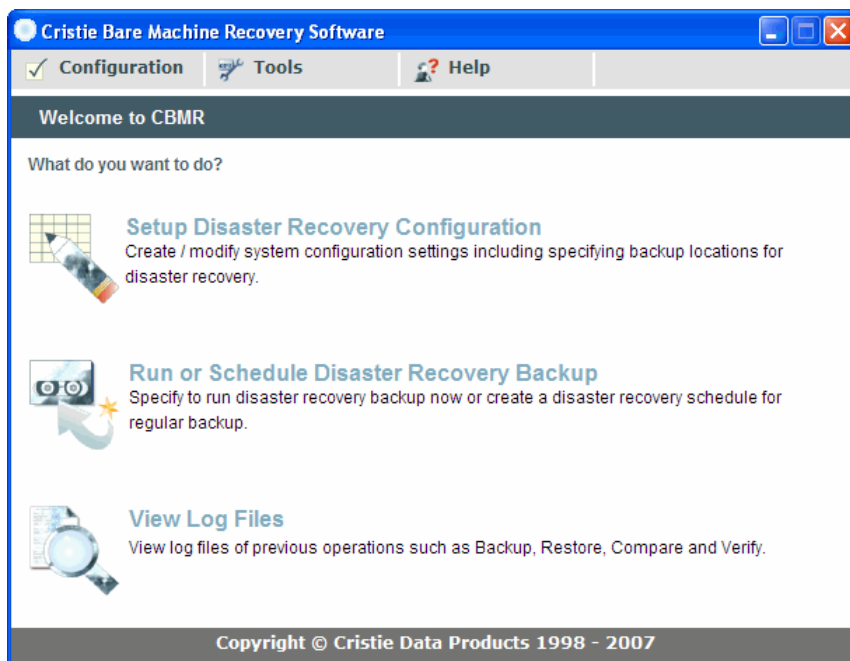 Cristie Bare Machine Recovery Software
Configuration Tools Help
Welcome to CBMR
What do you want to do?
Setup Disaster Recovery Configuration
Create / modify system configuration settings including specifying backup locations for
disaster recovery.
Run or Schedule Disaster Recovery Backup
Specify to run disaster recovery backup now or create a disaster recovery schedule for
regular backup.
View Log Files
View log files of previous operations such as Backup, Restore, Compare and Verify.
Copyright © Cristie Data Products 1998 - 2007